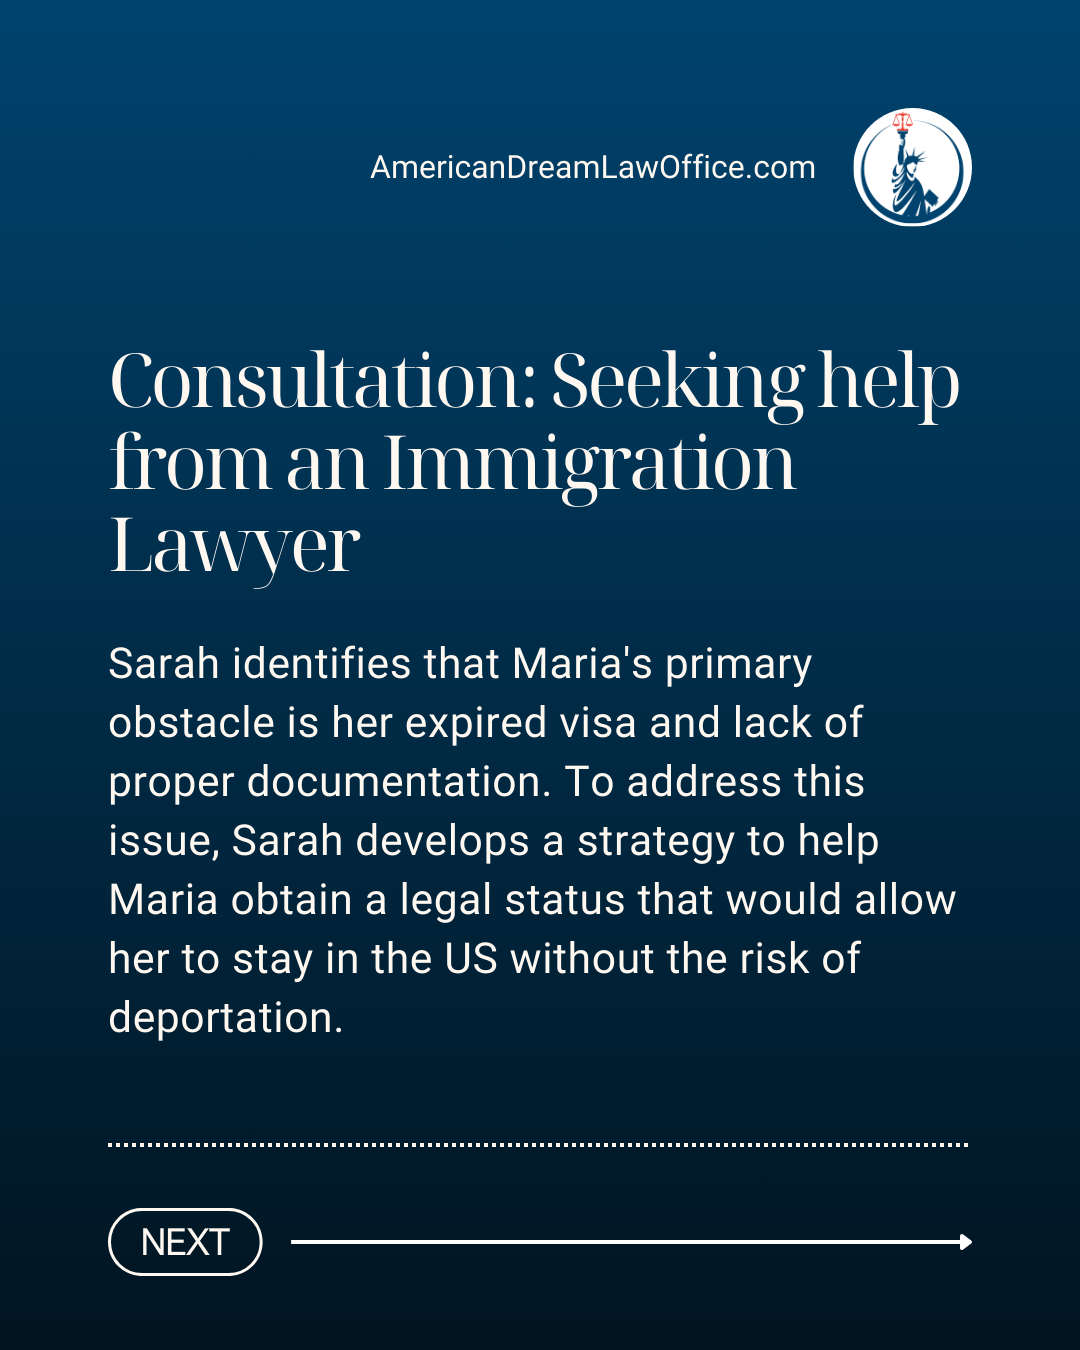 AmericanDreamLawOffice.com
Consultation: Seeking help
from an Immigration
Lawyer
Sarah identifies that Maria's primary
obstacle is her expired visa and lack of
proper documentation. To address this
issue, Sarah develops a strategy to help
Maria obtain a legal status that would allow
her to stay in the US without the risk of
deportation.
NEXT